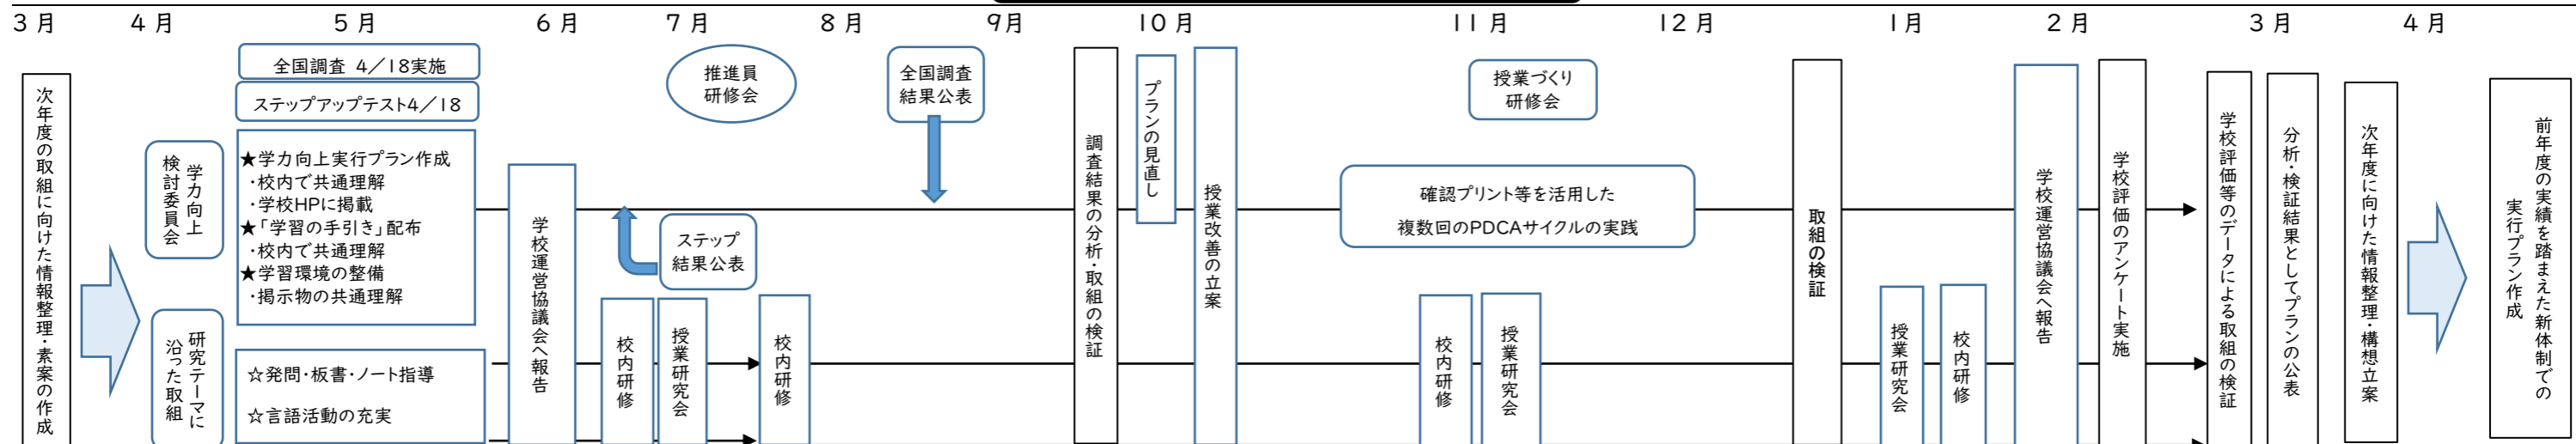 3月
4月
5月
6月
7月
8月
9月
10月
11月
12月
1月
2月
3月
4月
次年度の取組に向けた情報整理・素案の作成
学力向上
検討委員会
研究テーマに
沿った取組
全国調査 4/18実施
ステップアップテスト4/18
★学力向上実行プラン作成
・校内で共通理解
・学校HPに掲載
★「学習の手引き」配布
・校内で共通理解
★学習環境の整備
・掲示物の共通理解
☆発問・板書・ノート指導
☆言語活動の充実
学校運営協議会へ報告
校内研修
ステップ
結果公表
授業研究会
推進員
研修会
校内研修
全国調査
結果公表
調査結果の分析・取組の検証
プランの見直し
授業改善の立案
確認プリント等を活用した
複数回のPDCAサイクルの実践
校内研修
授業づくり
研修会
授業研究会
取組の検証
授業研究会
校内研修
学校運営協議会へ報告
学校評価のアンケート実施
学校評価等のデータによる取組の検証
分析・検証結果としてプランの公表
次年度に向けた情報整理・構想立案
前年度の実績を踏まえた新体制での
実行プラン作成